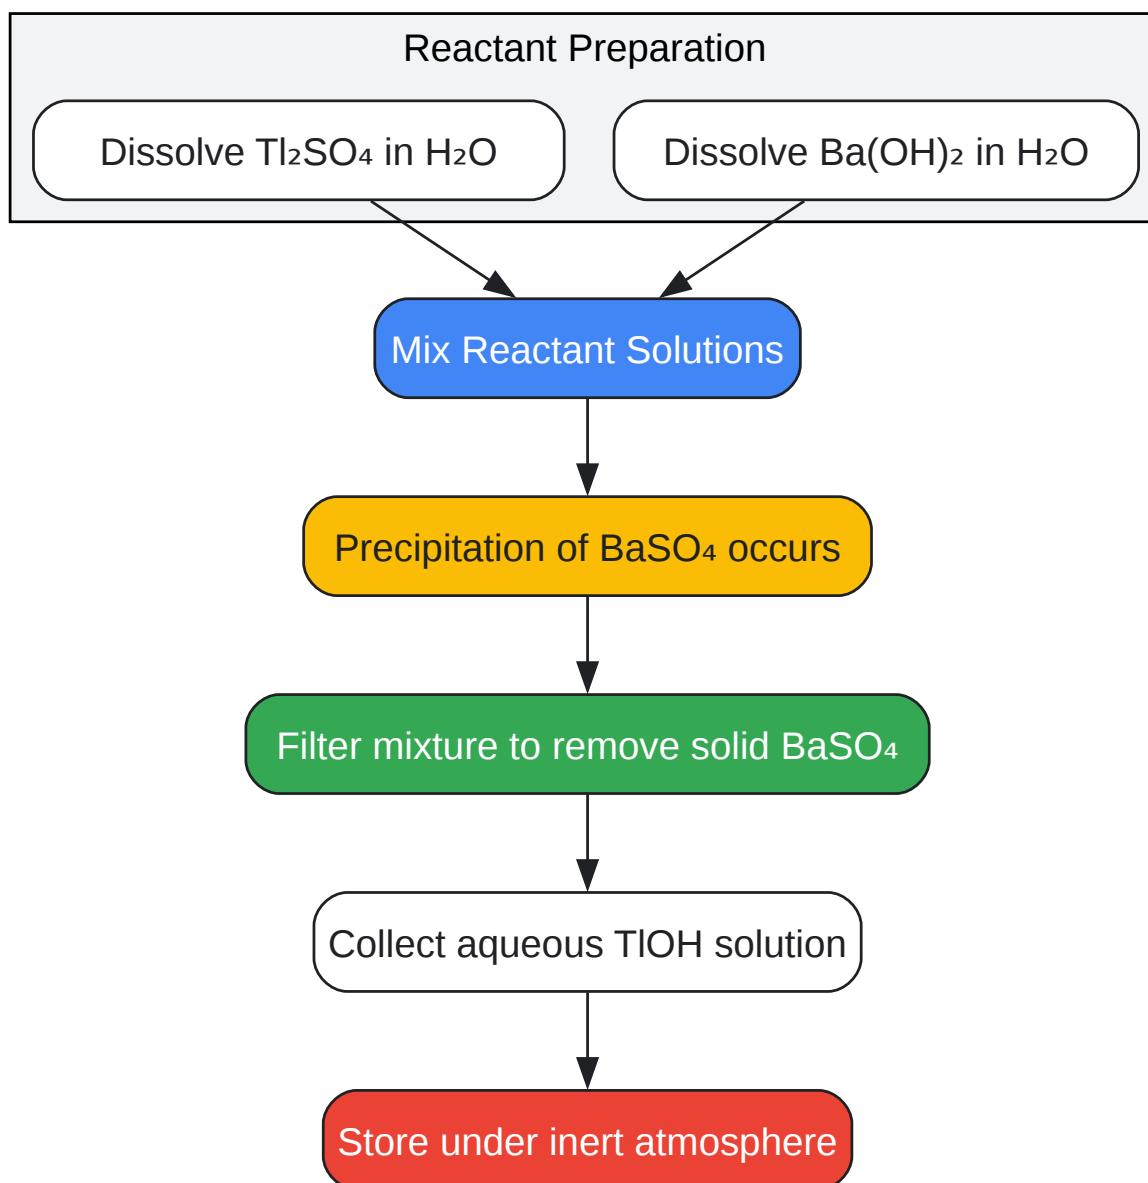 Reactant Preparation
Dissolve Tl₂SO₄ in H₂O
Dissolve Ba(OH)₂ in H₂O
Mix Reactant Solutions
Precipitation of BaSO₄ occurs
Filter mixture to remove solid BaSO₄
Collect aqueous TlOH solution
Store under inert atmosphere